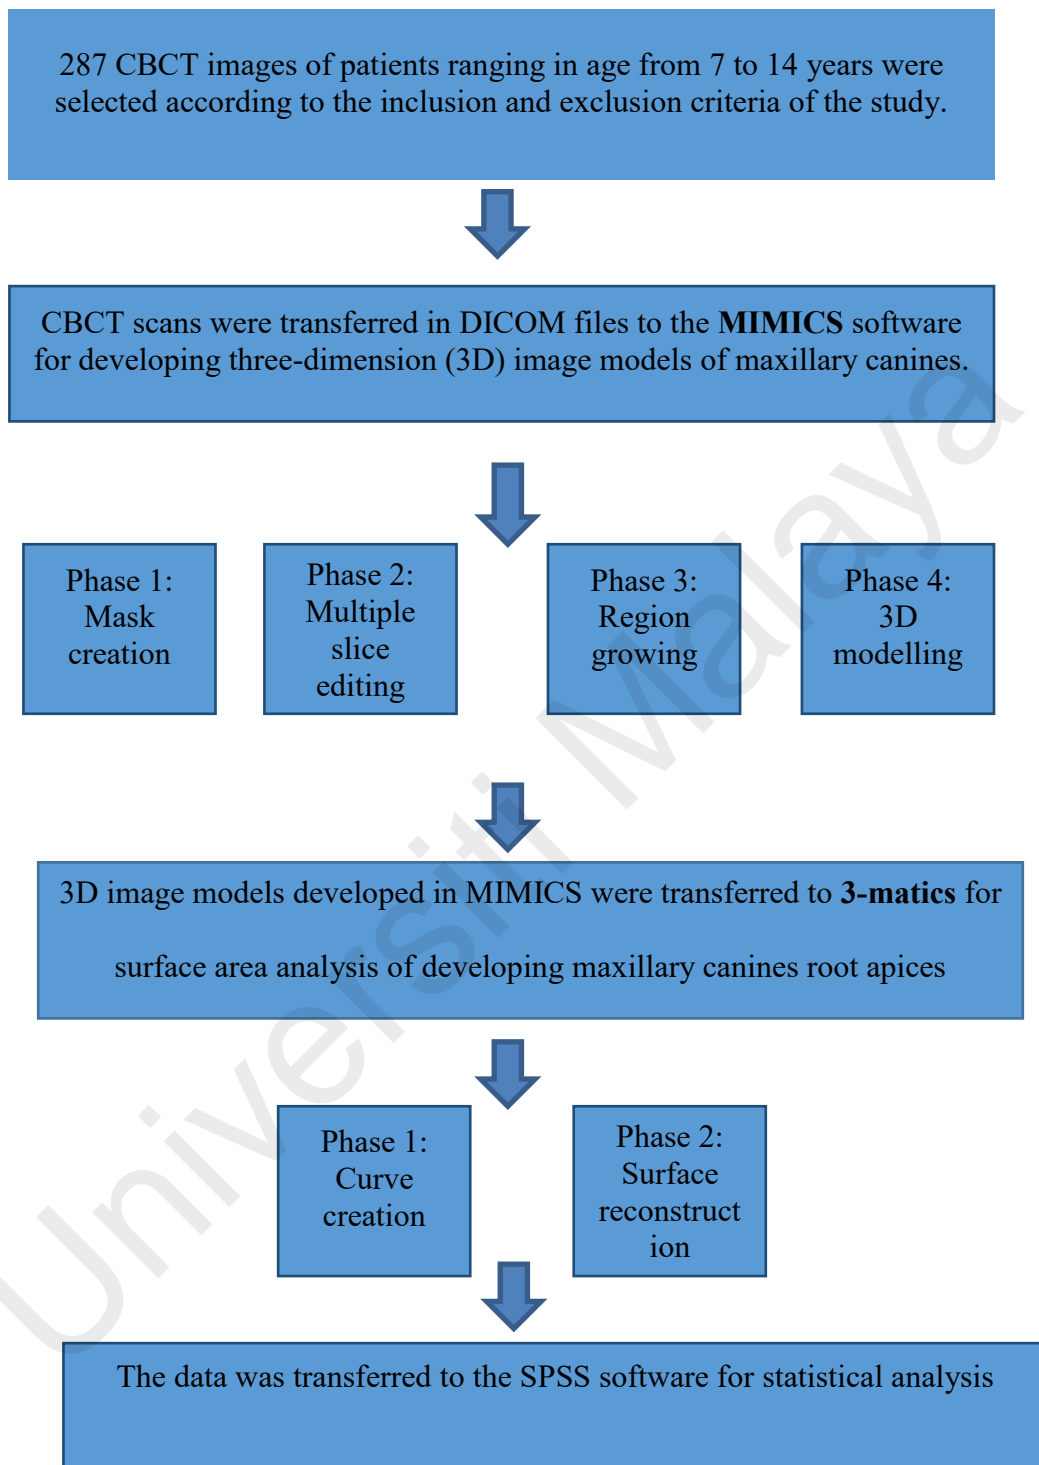 287 CBCT images of patients ranging in age from 7 to 14 years were
selected according to the inclusion and exclusion criteria of the study.
CBCT scans were transferred in DICOM files to the MIMICS software
for developing three-dimension (3D) image models of maxillary canines.
Phase 1:
Mask
creation
Phase 2:
Multiple
slice
editing
Phase 3:
Region
growing
Phase 4:
3D
modelling
3D image models developed in MIMICS were transferred to 3-matics for
surface area analysis of developing maxillary canines root apices
Phase 1:
Curve
creation
Phase 2:
Surface
reconstruct
ion
The data was transferred to the SPSS software for statistical analysis
Universiti Malaya